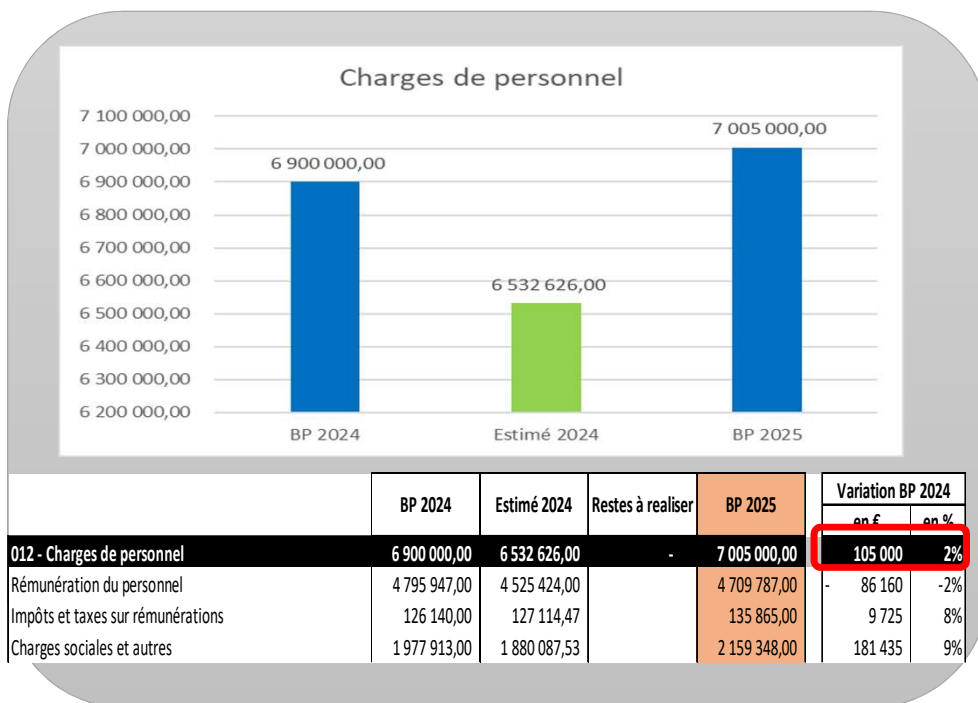 Charges de personnel
7 100 000,00
7 000 000,00
6 900 000,00
6 800 000,00
6 700 000,00
6 600 000,00
6 500 000,00
6 400 000,00
6 300 000,00
6 200 000,00
6 900 000,00
6 532 626,00
7 005 000,00
BP 2024 Estimé 2024 BP 2025
BP 2024 Estimé 2024 Restes à realiser BP 2025 Variation BP 2024
en € en %
012 - Charges de personnel 6 900 000,00 6 532 626,00 - 7 005 000,00 105 000 2%
Rémunération du personnel 4 795 947,00 4 525 424,00 4 709 787,00 - 86 160 -2%
Impôts et taxes sur rémunérations 126 140,00 127 114,47 135 865,00 9 725 8%
Charges sociales et autres 1 977 913,00 1 880 087,53 2 159 348,00 181 435 9%